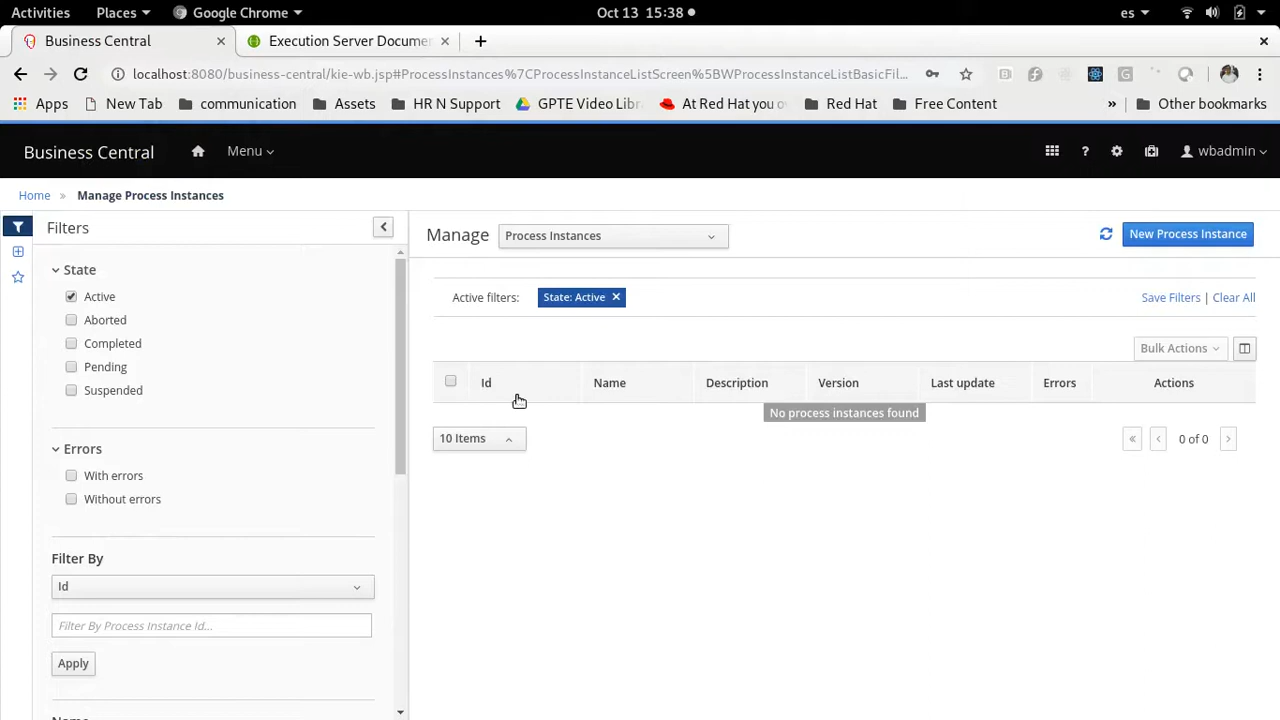 Activities Places Google Chrome Oct 13 15:38 es
Business Central Execution Server Docume
localhost:8080/business-central/kie-wb.jsp#ProcessInstances%7CProcessInstanceListScreen%5BWProcessInstanceListBasicFil...
Apps New Tab communication Assets HR N Support GPTE Video Libr At Red Hat you o Red Hat Free Content » Other bookmarks
Business Central Menu ? wbadmin
Home » Manage Process Instances
Filters
State
Active
Aborted
Completed
Pending
Suspended
Errors
With errors
Without errors
Filter By
Id
Filter By Process Instance Id...
Apply
Manage Process Instances New Process Instance
Active filters: State: Active × Save Filters | Clear All
Bulk Actions
Id Name Description Version Last update Errors Actions
No process instances found
10 Items « ‹ 0 of 0 ›